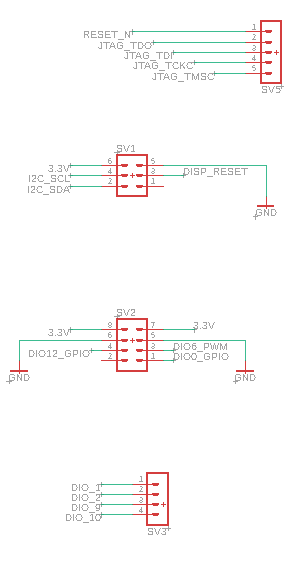 RESET_N 1
JTAG_TDO 2
JTAG_TDI 3
JTAG_TCKC 4
JTAG_TMSC 5
SV5
SV1
3.3V 6 5
I2C_SCL 4 3 DISP_RESET
I2C_SDA 2 1
GND
SV2
3.3V 8 7 3.3V
6 5
DIO12_GPIO 4 3 DIO6_PWM
2 1 DIO0_GPIO
GND GND
DIO_1 1
DIO_2 2
DIO_9 3
DIO_10 4
SV3